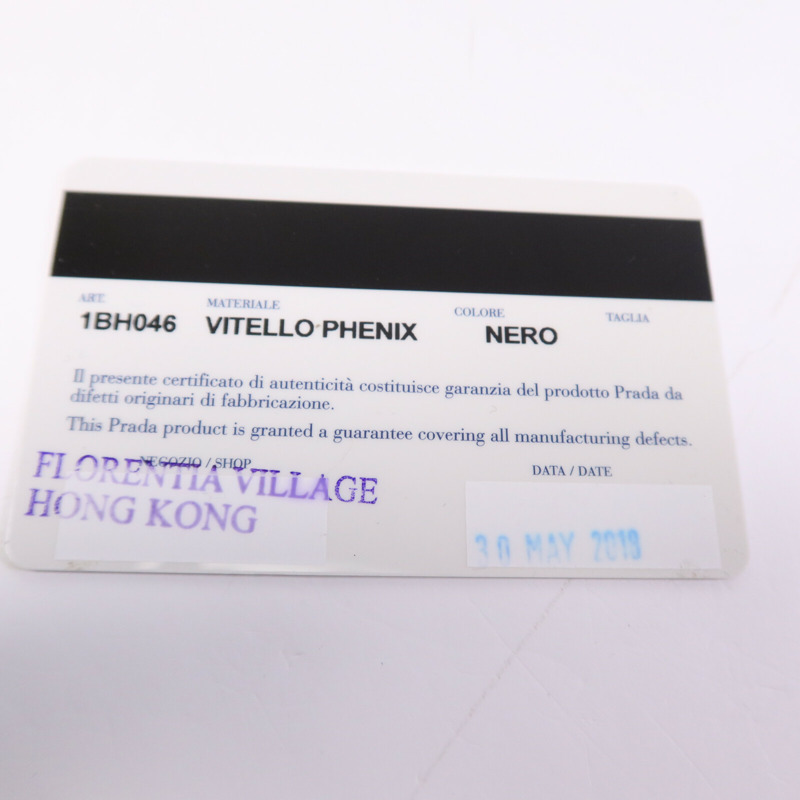 ART.
MATERIALE
COLORE
TAGLIA
1BH046
VITELLO PHENIX
NERO
Il presente certificato di autenticità costituisce garanzia del prodotto Prada da
difetti originari di fabbricazione.
This Prada product is granted a guarantee covering all manufacturing defects.
NEGOZIO / SHOP
DATA / DATE
FLORENTIA VILLAGE
HONG KONG
30 MAY 2019